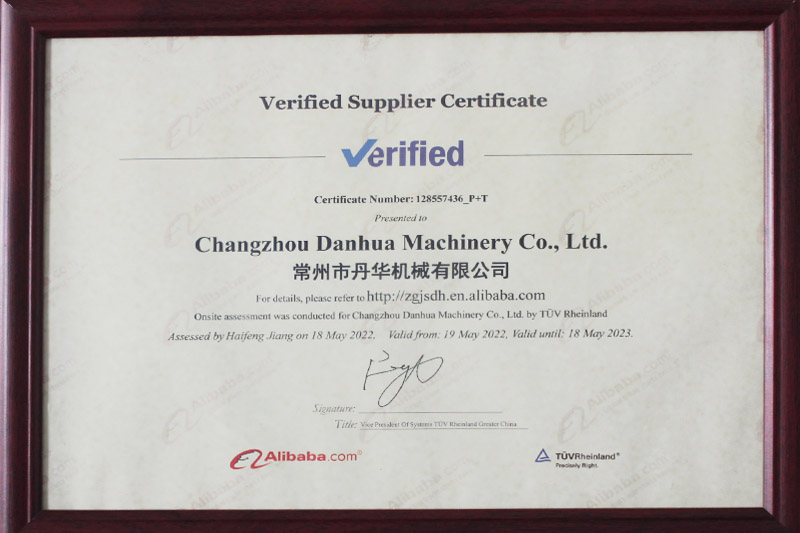 Verified Supplier Certificate
Verified
Certificate Number: 128557436_P+T
Presented to
Changzhou Danhua Machinery Co., Ltd.
常州市丹华机械有限公司
For details, please refer to http://zgjsdh.en.alibaba.com
Onsite assessment was conducted for Changzhou Danhua Machinery Co., Ltd. by TÜV Rheinland
Assessed by Haifeng Jiang on 18 May 2022. Valid from: 19 May 2022, Valid until: 18 May 2023.
Signature:
Title: Vice President Of Systems TÜV Rheinland Greater China
Alibaba.com®
TÜVRheinland®
Precisely Right.